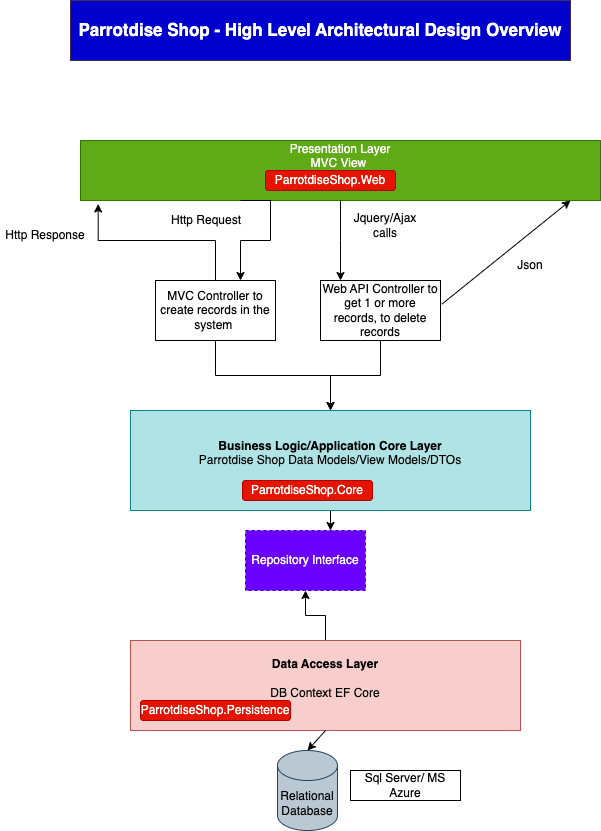 Parrotdise Shop - High Level Architectural Design Overview
Presentation Layer
MVC View
ParrotdiseShop.Web
Http Response
Http Request
Jquery/Ajax
calls
Json
MVC Controller to
create records in the
system
Web API Controller to
get 1 or more
records, to delete
records
Business Logic/Application Core Layer
Parrotdise Shop Data Models/View Models/DTOs
ParrotdiseShop.Core
Repository Interface
Data Access Layer
DB Context EF Core
ParrotdiseShop.Persistence
Relational
Database
Sql Server/ MS
Azure